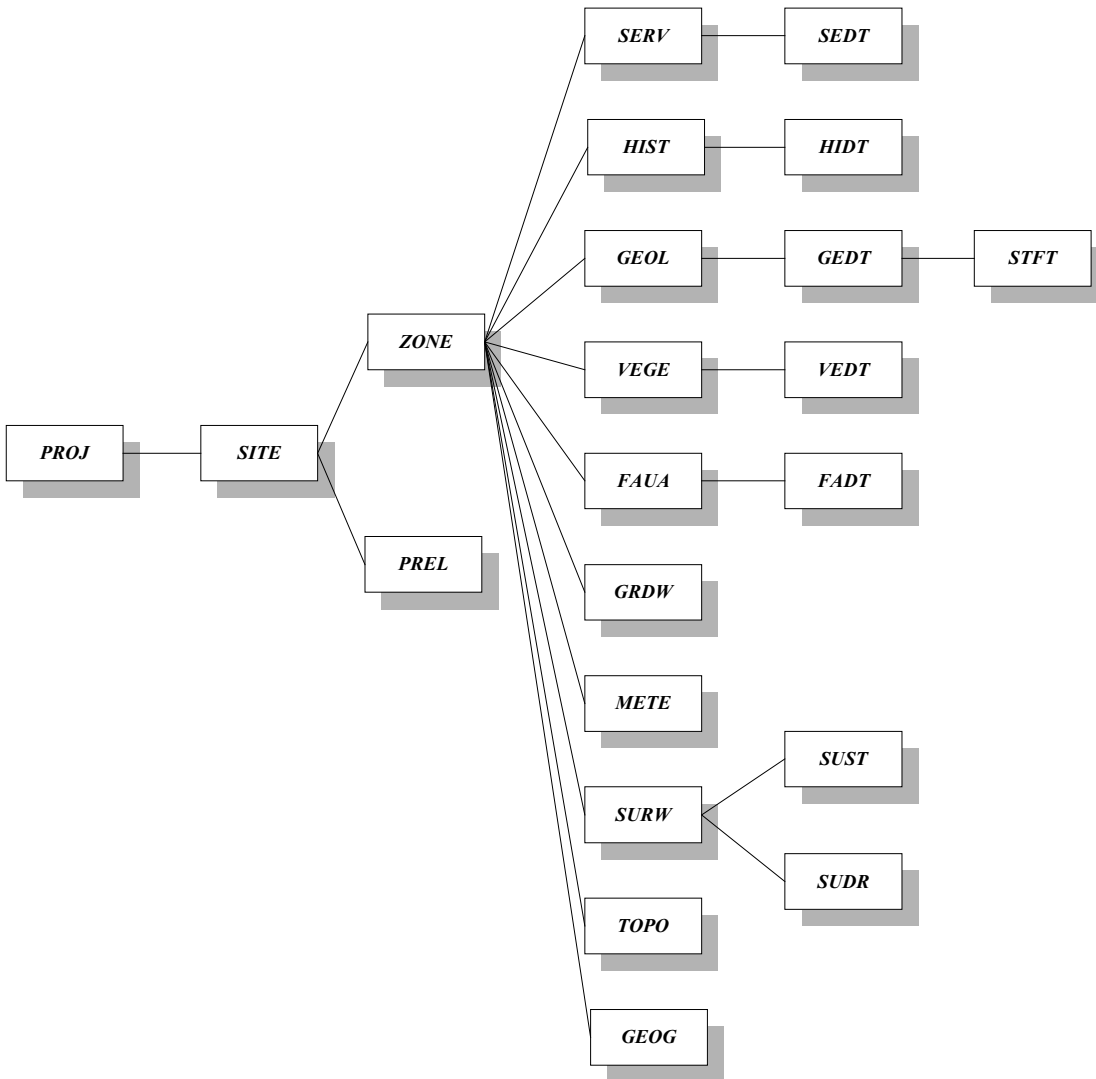 SERV
SEDT
HIST
HIDT
GEOL
GEDT
STFT
ZONE
VEGE
VEDT
PROJ
SITE
FAUA
FADT
PREL
GRDW
METE
SUST
SURW
SUDR
TOPO
GEOG